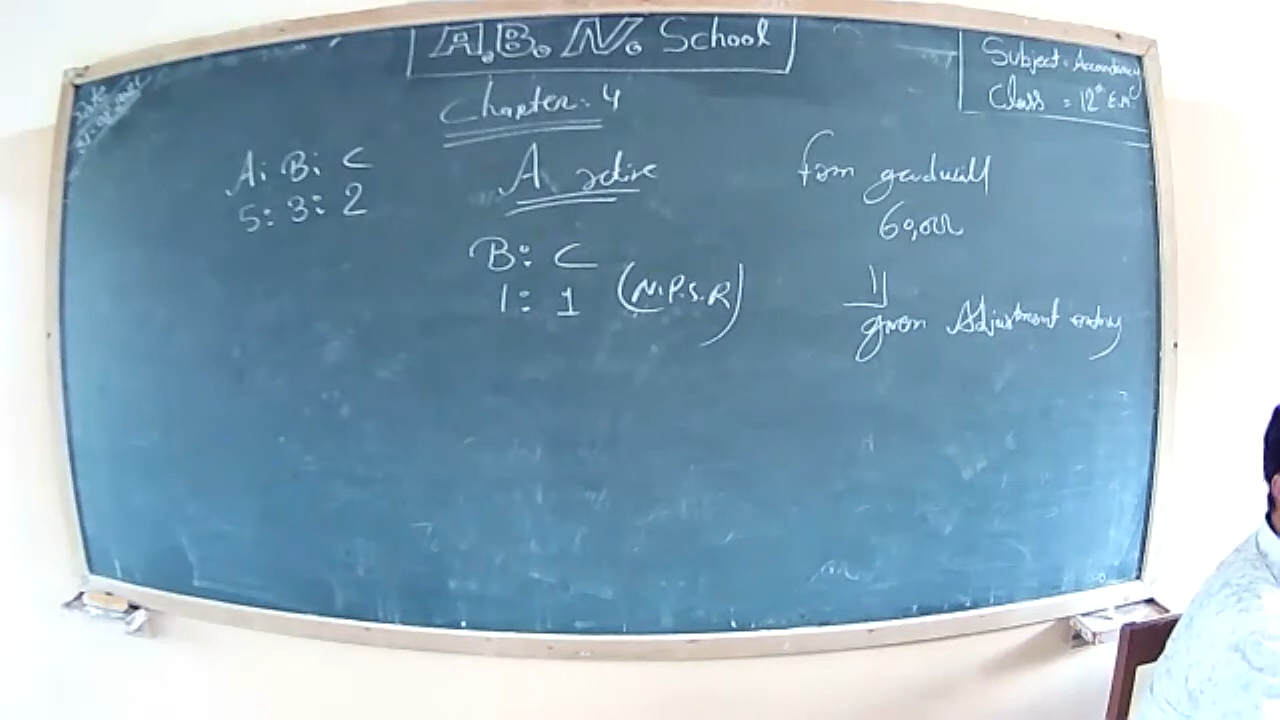 A.B.N. School
Subject = Accountancy
Class = 12th E.M
Date
Chapter: 4
A: B: C
5: 3: 2
A retire
B: C
1: 1 (N.P.S.R)
firm goodwill
60,000
given Adjustment entry